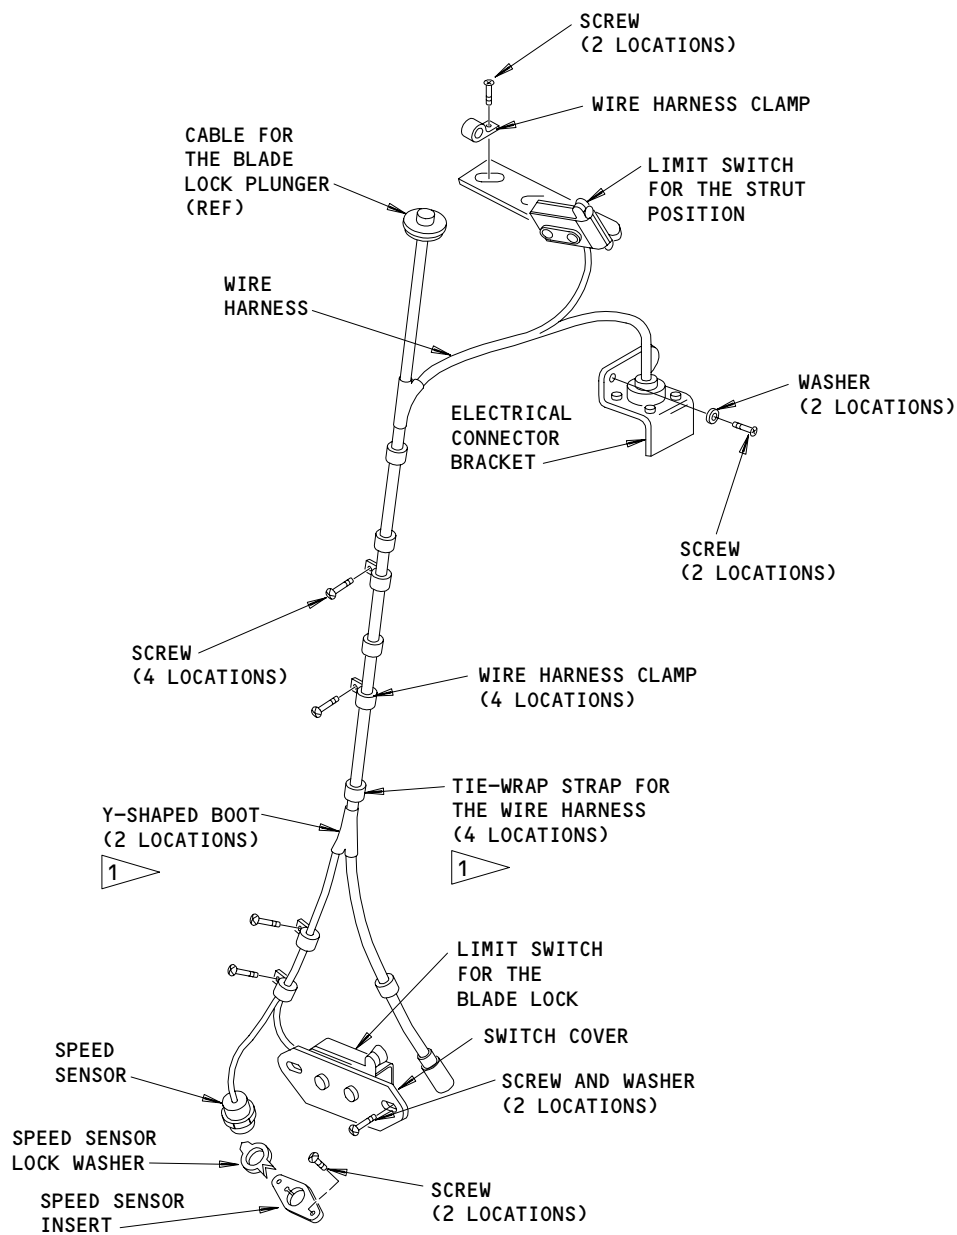 SCREW
(2 LOCATIONS)
WIRE HARNESS CLAMP
CABLE FOR
THE BLADE
LOCK PLUNGER
(REF)
LIMIT SWITCH
FOR THE STRUT
POSITION
WIRE
HARNESS
WASHER
(2 LOCATIONS)
ELECTRICAL
CONNECTOR
BRACKET
SCREW
(2 LOCATIONS)
SCREW
(4 LOCATIONS)
WIRE HARNESS CLAMP
(4 LOCATIONS)
Y-SHAPED BOOT
(2 LOCATIONS)
1
TIE-WRAP STRAP FOR
THE WIRE HARNESS
(4 LOCATIONS)
1
LIMIT SWITCH
FOR THE
BLADE LOCK
SWITCH COVER
SPEED
SENSOR
SCREW AND WASHER
(2 LOCATIONS)
SPEED SENSOR
LOCK WASHER
SPEED SENSOR
INSERT
SCREW
(2 LOCATIONS)